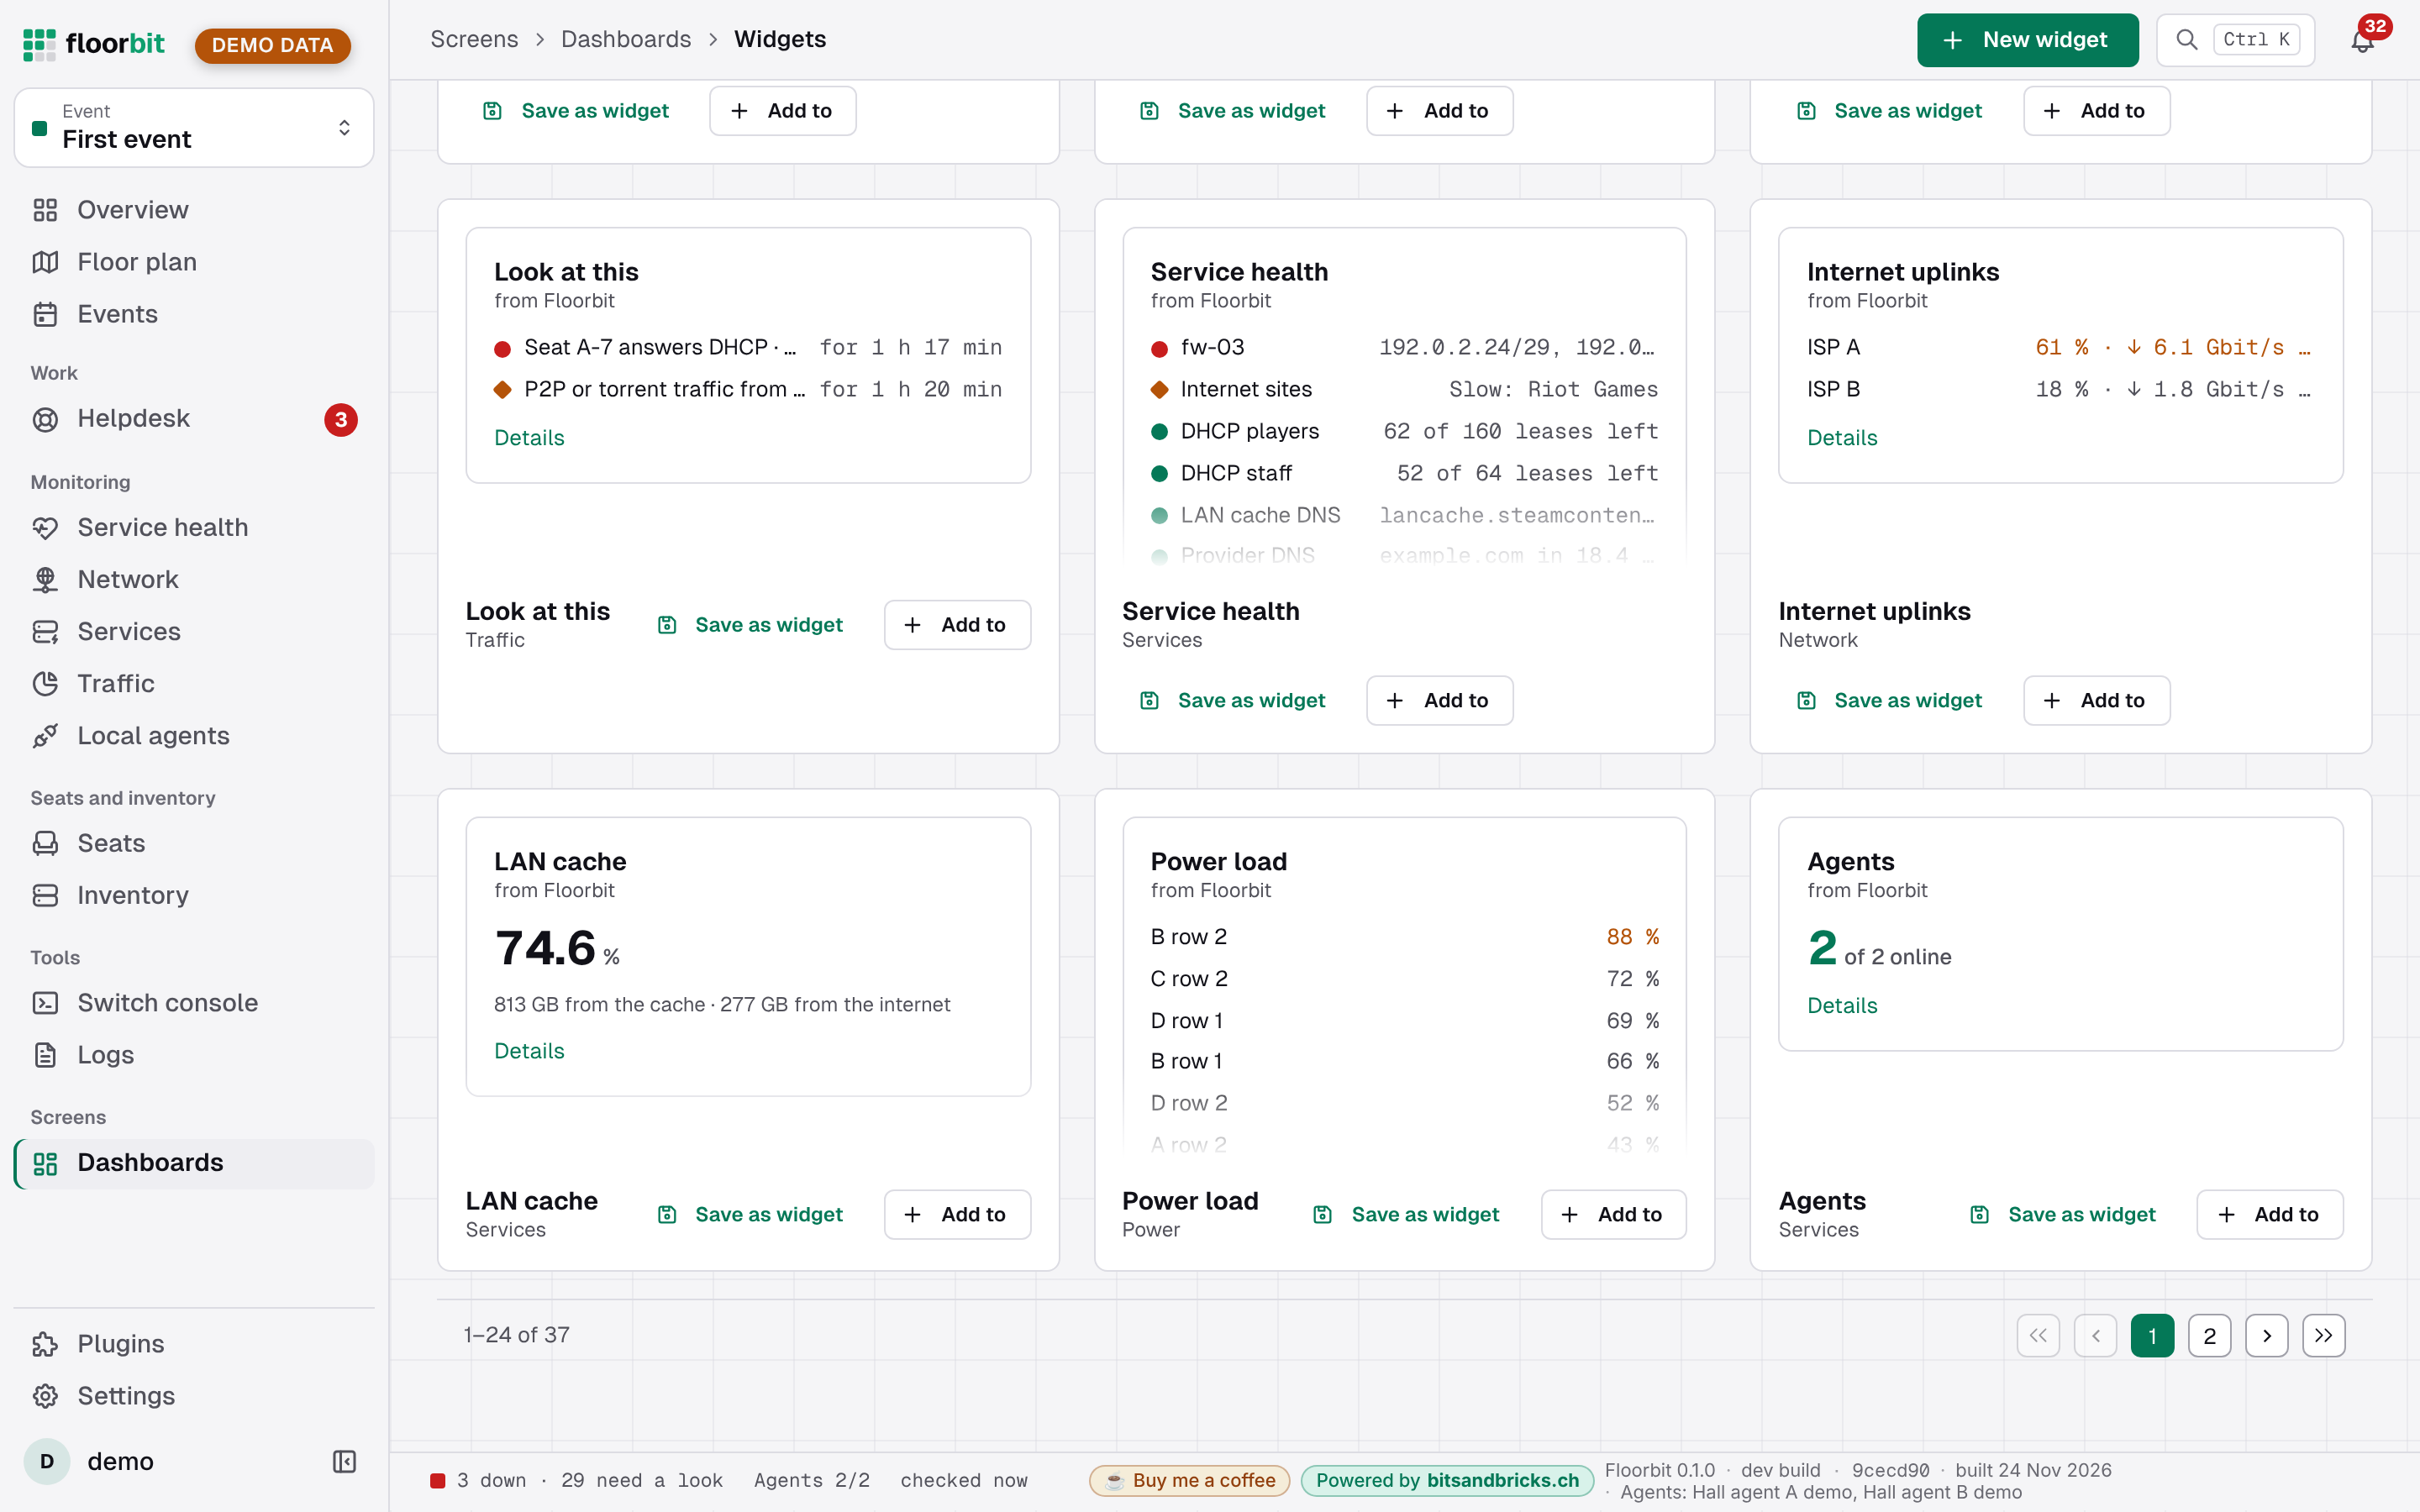 floorbit
DEMO DATA
Event
First event
Overview
Floor plan
Events
Work
Helpdesk
3
Monitoring
Service health
Network
Services
Traffic
Local agents
Seats and inventory
Seats
Inventory
Tools
Switch console
Logs
Screens
Dashboards
Plugins
Settings
D
demo
Screens > Dashboards > Widgets
New widget
Ctrl K
32
Save as widget
+ Add to
Save as widget
+ Add to
Save as widget
+ Add to
Look at this
from Floorbit
Seat A-7 answers DHCP · … for 1 h 17 min
P2P or torrent traffic from … for 1 h 20 min
Details
Look at this
Traffic
Save as widget
+ Add to
Service health
from Floorbit
fw-03 192.0.2.24/29, 192.0…
Internet sites Slow: Riot Games
DHCP players 62 of 160 leases left
DHCP staff 52 of 64 leases left
LAN cache DNS lancache.steamconten…
Provider DNS example.com in 18.4 …
Service health
Services
Save as widget
+ Add to
Internet uplinks
from Floorbit
ISP A 61 % · ↓ 6.1 Gbit/s …
ISP B 18 % · ↓ 1.8 Gbit/s …
Details
Internet uplinks
Network
Save as widget
+ Add to
LAN cache
from Floorbit
74.6 %
813 GB from the cache · 277 GB from the internet
Details
LAN cache
Services
Save as widget
+ Add to
Power load
from Floorbit
B row 2 88 %
C row 2 72 %
D row 1 69 %
B row 1 66 %
D row 2 52 %
A row 2 43 %
Power load
Power
Save as widget
+ Add to
Agents
from Floorbit
2 of 2 online
Details
Agents
Services
Save as widget
+ Add to
1–24 of 37
1
2
3 down · 29 need a look Agents 2/2 checked now
☕ Buy me a coffee
Powered by bitsandbricks.ch
Floorbit 0.1.0 · dev build · 9cecd90 · built 24 Nov 2026
· Agents: Hall agent A demo, Hall agent B demo